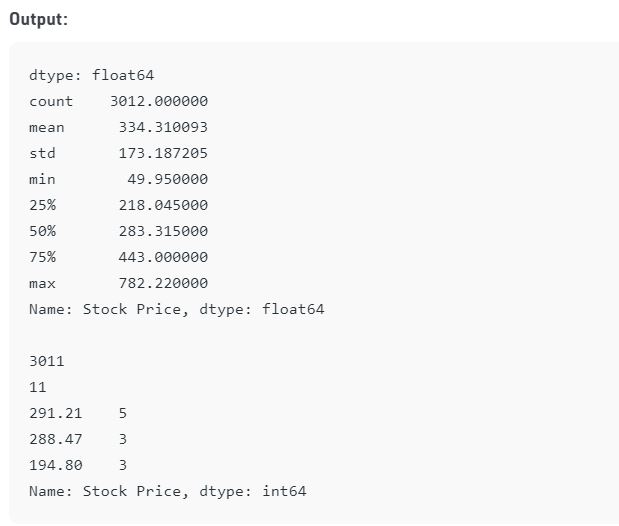 Output:
dtype: float64
count    3012.000000
mean      334.310093
std       173.187205
min        49.950000
25%       218.045000
50%       283.315000
75%       443.000000
max       782.220000
Name: Stock Price, dtype: float64
3011
11
291.21    5
288.47    3
194.80    3
Name: Stock Price, dtype: int64